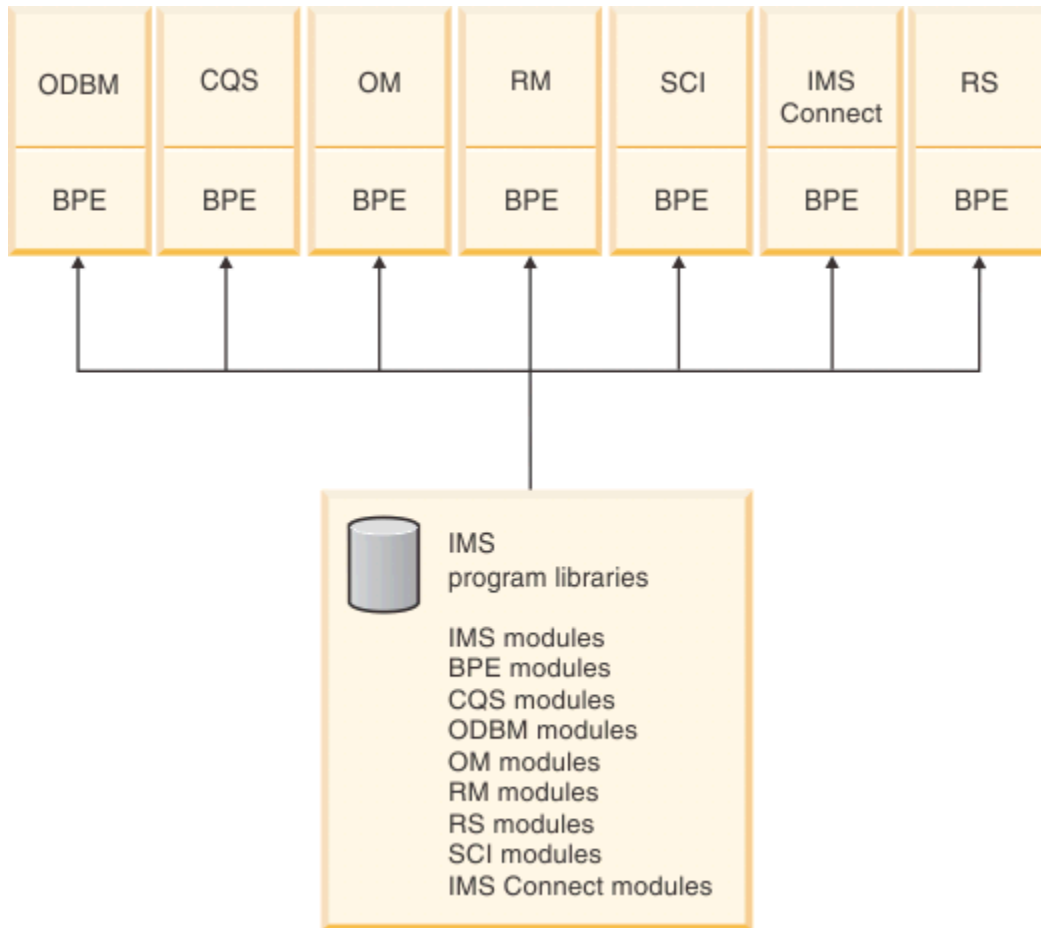 ODBM
CQS
OM
RM
SCI
IMS
Connect
RS
BPE
BPE
BPE
BPE
BPE
BPE
BPE
IMS
program libraries
IMS modules
BPE modules
CQS modules
ODBM modules
OM modules
RM modules
RS modules
SCI modules
IMS Connect modules